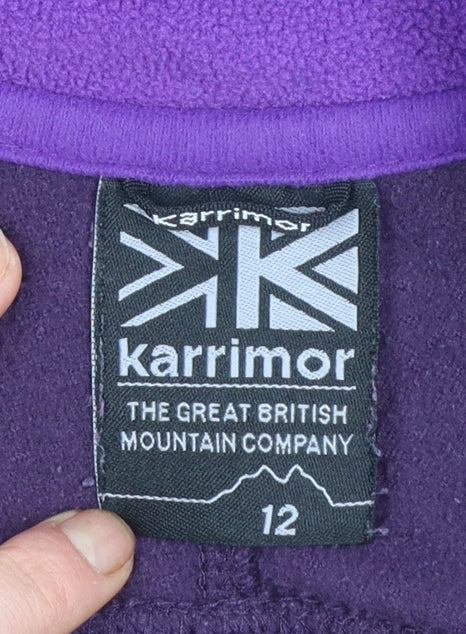 karrimor
karrimor
THE GREAT BRITISH
MOUNTAIN COMPANY
12